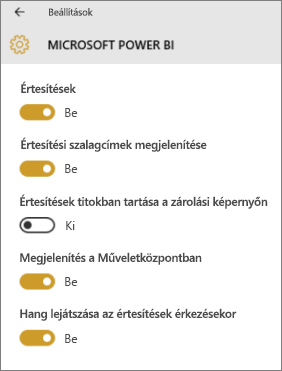 Beállítások
MICROSOFT POWER BI
Értesítések
Be
Értesítési szalagcímek megjelenítése
Be
Értesítések titokban tartása a zárolási képernyőn
Ki
Megjelenítés a Műveletközpontban
Be
Hang lejátszása az értesítések érkezésekor
Be